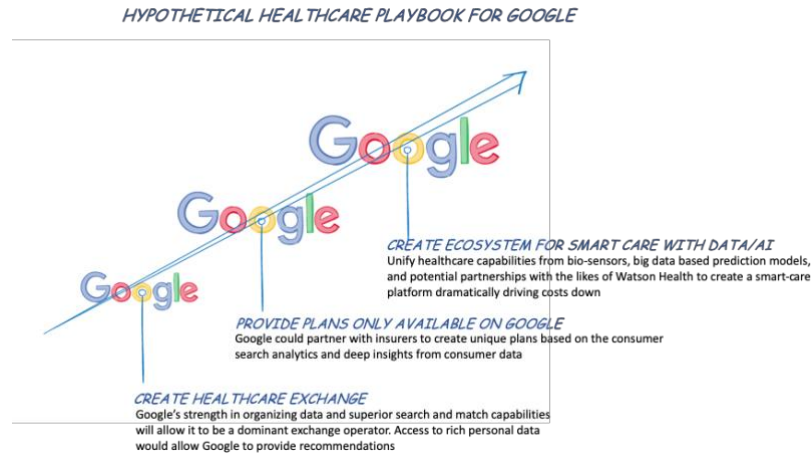 HYPOTHETICAL HEALTHCARE PLAYBOOK FOR GOOGLE
Google
Google
Google
CREATE ECOSYSTEM FOR SMART CARE WITH DATA/AI
Unify healthcare capabilities from bio-sensors, big data based prediction models,
and potential partnerships with the likes of Watson Health to create a smart-care
platform dramatically driving costs down
PROVIDE PLANS ONLY AVAILABLE ON GOOGLE
Google could partner with insurers to create unique plans based on the consumer
search analytics and deep insights from consumer data
CREATE HEALTHCARE EXCHANGE
Google's strength in organizing data and superior search and match capabilities
will allow it to be a dominant exchange operator. Access to rich personal data
would allow Google to provide recommendations